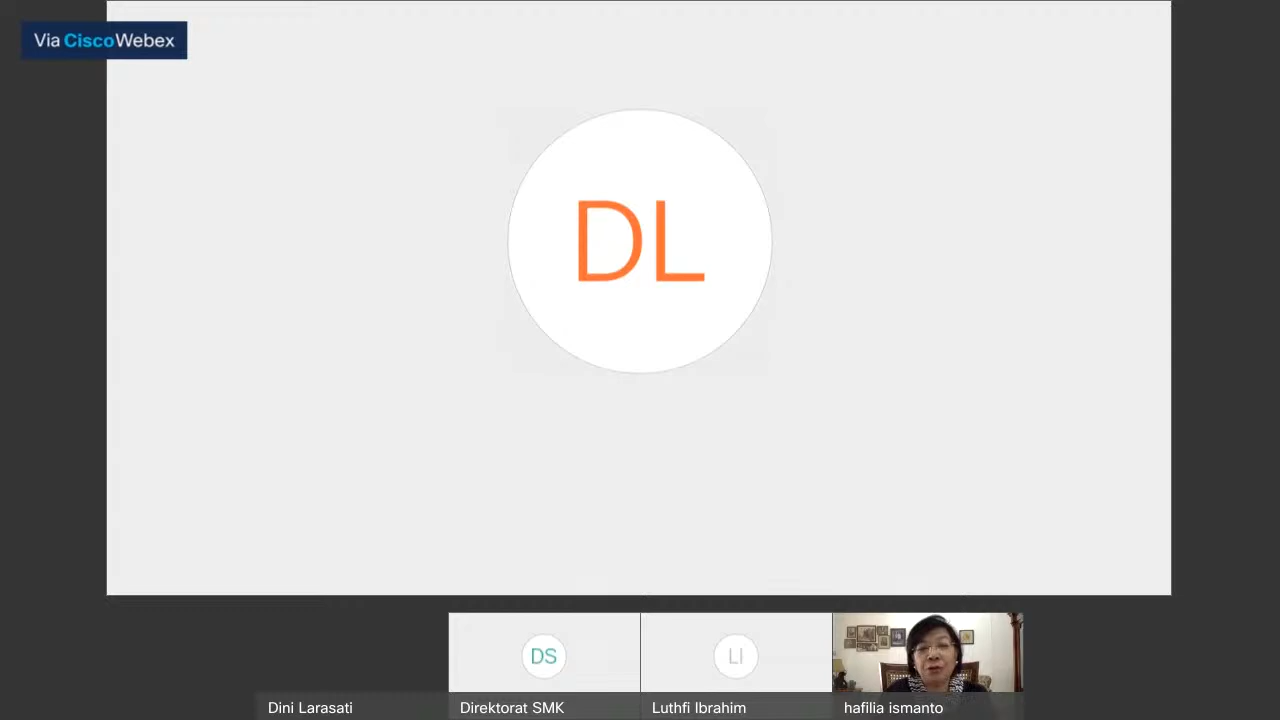 Via CiscoWebex
DL
DS
LI
Dini Larasati
Direktorat SMK
Luthfi Ibrahim
hafilia ismanto